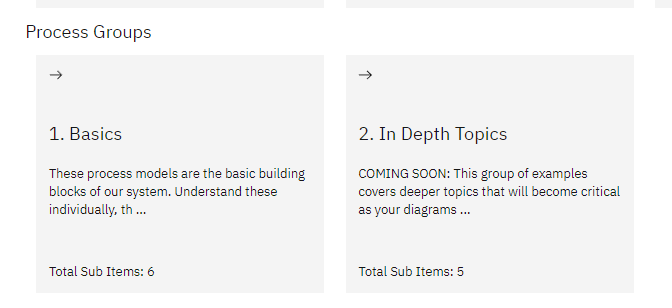 Process Groups
1. Basics
These process models are the basic building
blocks of our system. Understand these
individually, th ...
Total Sub Items: 6
2. In Depth Topics
COMING SOON: This group of examples
covers deeper topics that will become critical
as your diagrams ...
Total Sub Items: 5